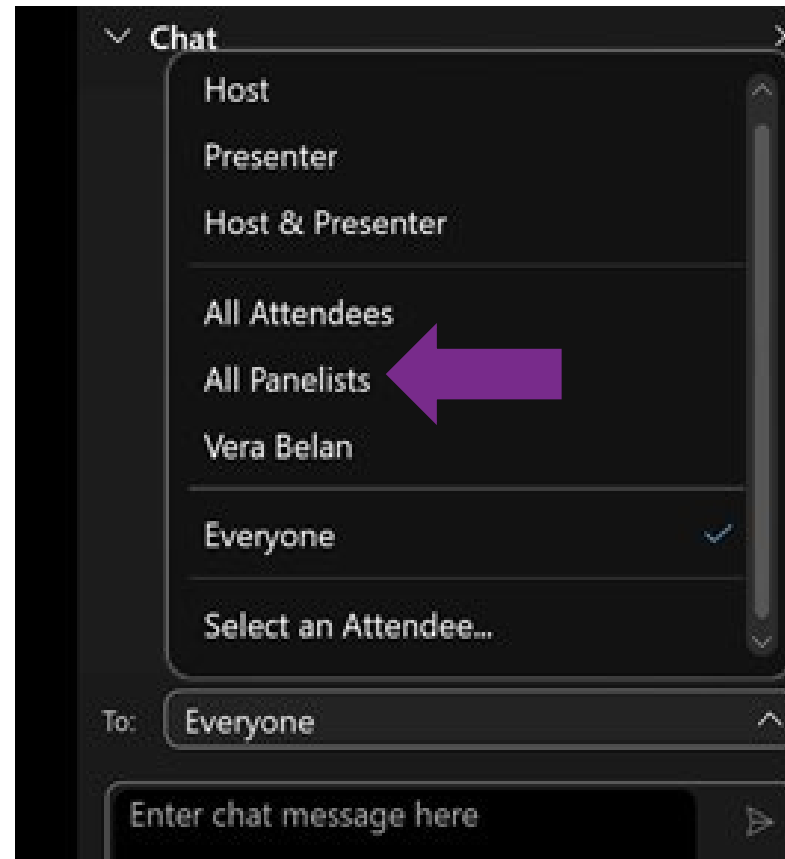 Chat
Host
Presenter
Host & Presenter
All Attendees
All Panelists
Vera Belan
Everyone
Select an Attendee...
To: Everyone
Enter chat message here